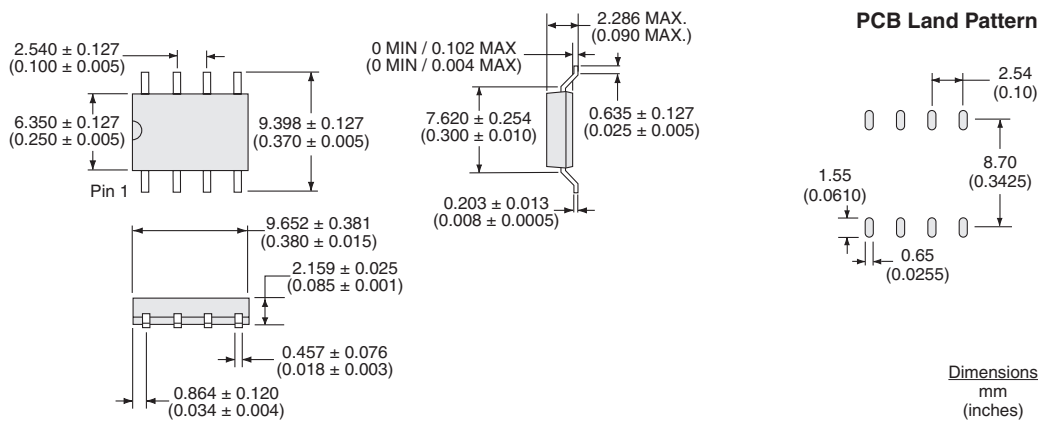 2.540 ± 0.127
(0.100 ± 0.005)
6.350 ± 0.127
(0.250 ± 0.005)
9.398 ± 0.127
(0.370 ± 0.005)
Pin 1
9.652 ± 0.381
(0.380 ± 0.015)
2.159 ± 0.025
(0.085 ± 0.001)
0.457 ± 0.076
(0.018 ± 0.003)
0.864 ± 0.120
(0.034 ± 0.004)
2.286 MAX.
(0.090 MAX.)
0 MIN / 0.102 MAX
(0 MIN / 0.004 MAX)
7.620 ± 0.254
(0.300 ± 0.010)
0.635 ± 0.127
(0.025 ± 0.005)
0.203 ± 0.013
(0.008 ± 0.0005)
PCB Land Pattern
2.54
(0.10)
8.70
(0.3425)
1.55
(0.0610)
0.65
(0.0255)
Dimensions
mm
(inches)